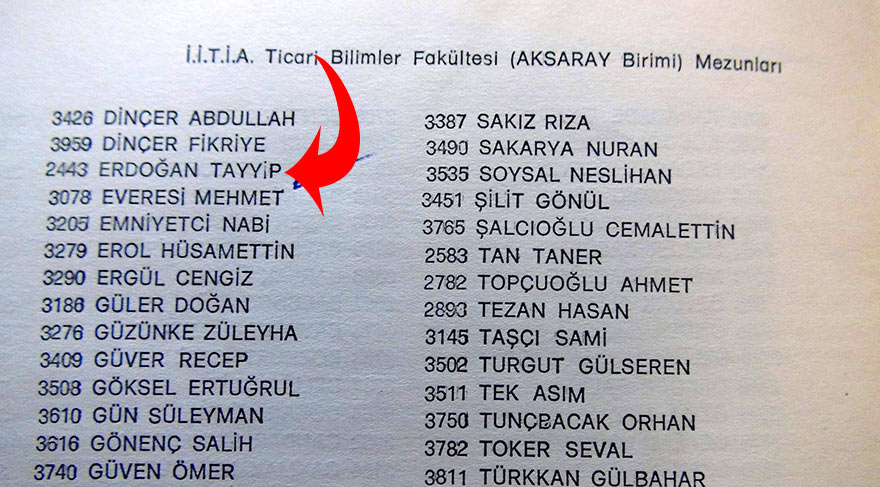 İ.İ.T.İ.A. Ticari Bilimler Fakültesi (AKSARAY Birimi) Mezunları
3426 DİNÇER ABDULLAH
3959 DİNÇER FİKRİYE
2443 ERDOĞAN TAYYİP
3078 EVERESİ MEHMET
3205 EMNİYETCİ NABİ
3279 EROL HÜSAMETTİN
3290 ERGÜL CENGİZ
3186 GÜLER DOĞAN
3276 GÜZÜNKE ZÜLEYHA
3409 GÜVER RECEP
3508 GÖKSEL ERTUĞRUL
3610 GÜN SÜLEYMAN
3616 GÖNENÇ SALİH
3740 GÜVEN ÖMER
3387 SAKIZ RIZA
3490 SAKARYA NURAN
3535 SOYSAL NESLİHAN
3451 ŞİLİT GÖNÜL
3765 ŞALCIOĞLU CEMALETTİN
2583 TAN TANER
2782 TOPÇUOĞLU AHMET
2893 TEZAN HASAN
3145 TAŞÇI SAMİ
3502 TURGUT GÜLSEREN
3511 TEK ASIM
3750 TUNÇBACAK ORHAN
3782 TOKER SEVAL
3811 TÜRKKAN GÜLBAHAR